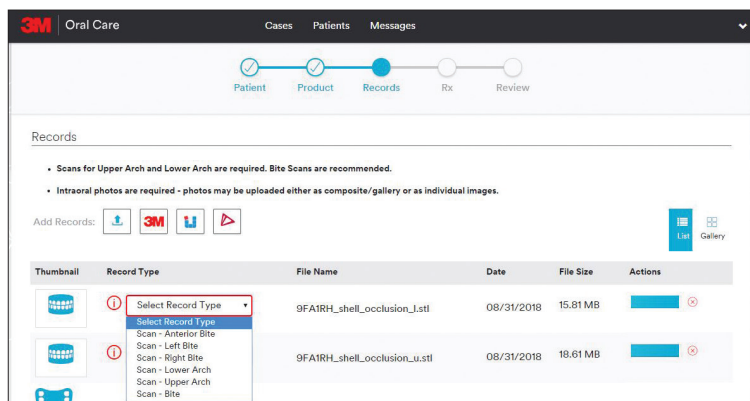 3M Oral Care Cases Patients Messages
Patient Product Records Rx Review
Records
• Scans for Upper Arch and Lower Arch are required. Bite Scans are recommended.
• Intraoral photos are required - photos may be uploaded either as composite/gallery or as individual images.
Add Records: 3M List Gallery
Thumbnail Record Type File Name Date File Size Actions
Select Record Type 9FA1RH_shell_occlusion_l.stl 08/31/2018 15.81 MB
Select Record Type
Scan - Anterior Bite
Scan - Left Bite
Scan - Right Bite 9FA1RH_shell_occlusion_u.stl 08/31/2018 18.61 MB
Scan - Lower Arch
Scan - Upper Arch
Scan - Bite